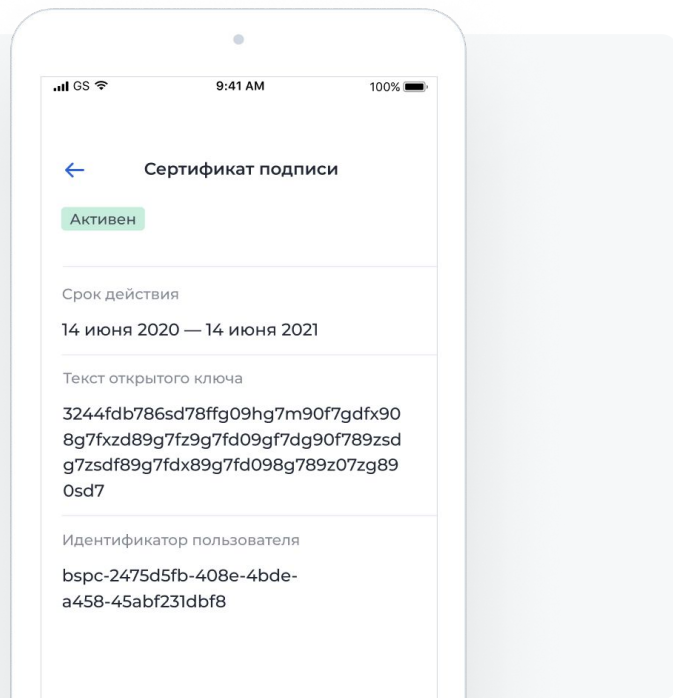 GS 9:41 AM 100%
Сертификат подписи
Активен
Срок действия
14 июня 2020 — 14 июня 2021
Текст открытого ключа
3244fdb786sd78ffg09hg7m90f7gdfx90
8g7fxzd89g7fz9g7fd09gf7dg90f789zsd
g7zsdf89g7fdx89g7fd098g789z07zg89
0sd7
Идентификатор пользователя
bspc-2475d5fb-408e-4bde-
a458-45abf231dbf8